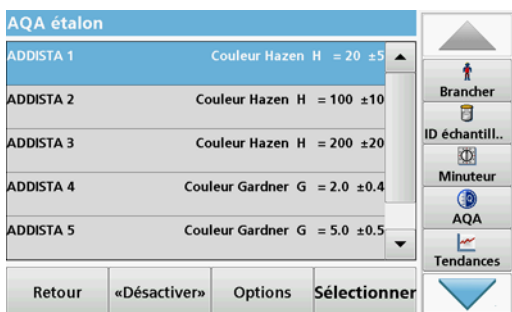 AQA étalon
ADDISTA 1 Couleur Hazen H = 20 ±5
ADDISTA 2 Couleur Hazen H = 100 ±10
ADDISTA 3 Couleur Hazen H = 200 ±20
ADDISTA 4 Couleur Gardner G = 2.0 ±0.4
ADDISTA 5 Couleur Gardner G = 5.0 ±0.5
Retour «Désactiver» Options Sélectionner
Brancher
ID échantill..
Minuteur
AQA
Tendances